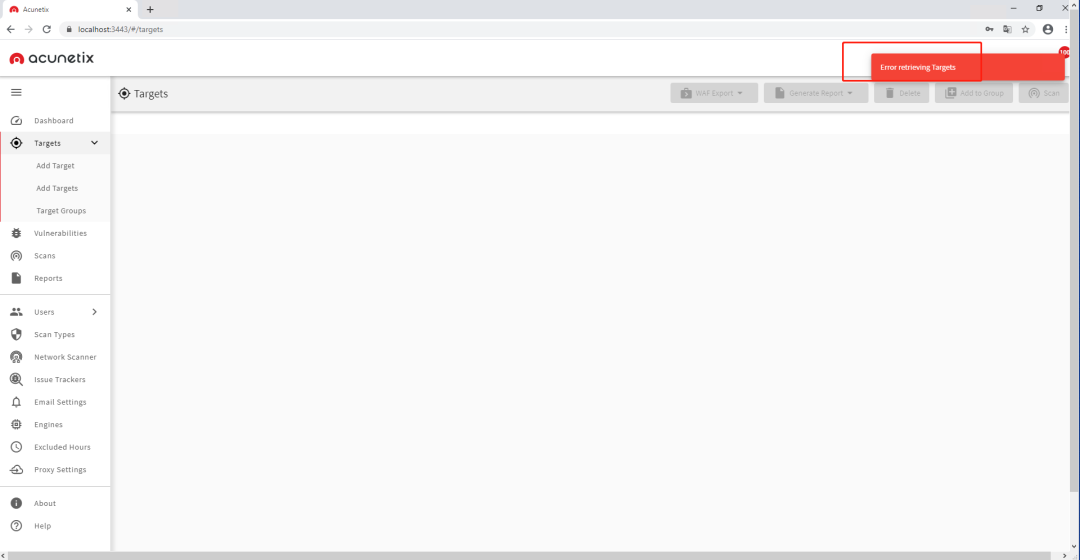 Acunetix
localhost:3443/#/targets
acunetix
Error retrieving Targets
100
Targets
WAF Export
Generate Report
Delete
Add to Group
Scan
Dashboard
Targets
Add Target
Add Targets
Target Groups
Vulnerabilities
Scans
Reports
Users
Scan Types
Network Scanner
Issue Trackers
Email Settings
Engines
Excluded Hours
Proxy Settings
About
Help